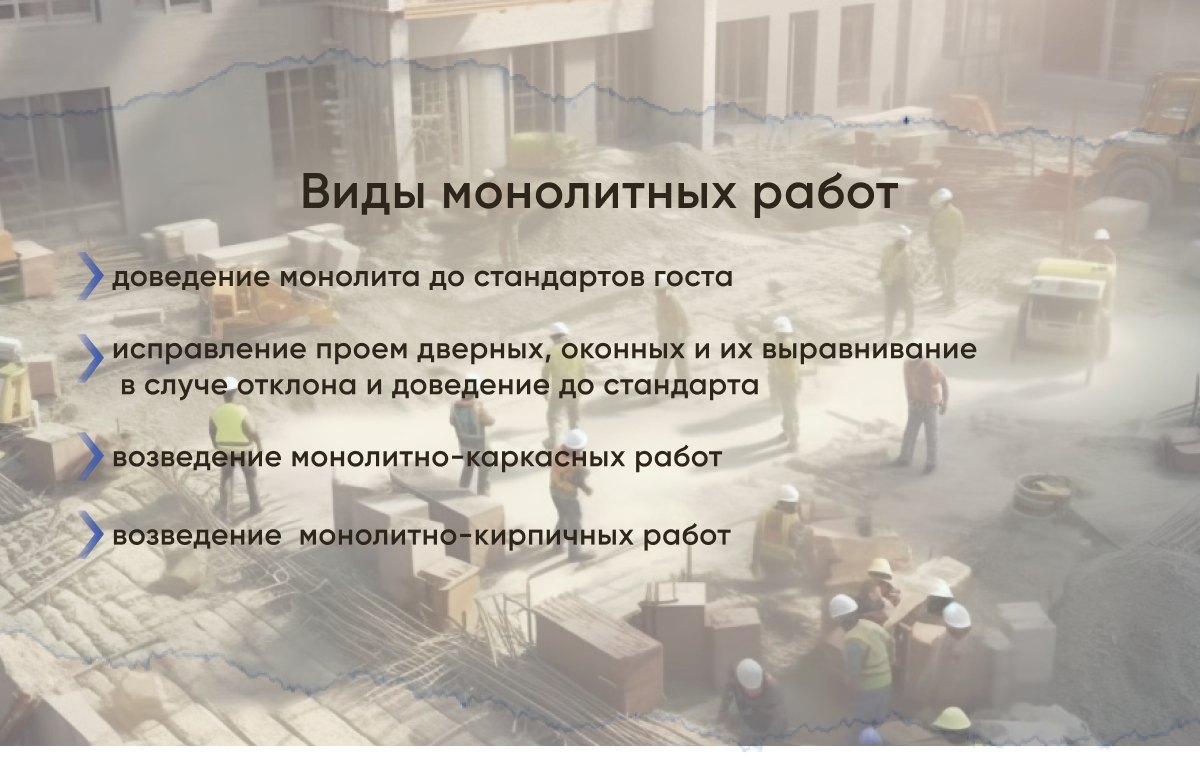 Виды монолитных работ
доведение монолита до стандартов госта
исправление проем дверных, оконных и их выравнивание
в случе отклона и доведение до стандарта
возведение монолитно-каркасных работ
возведение монолитно-кирпичных работ